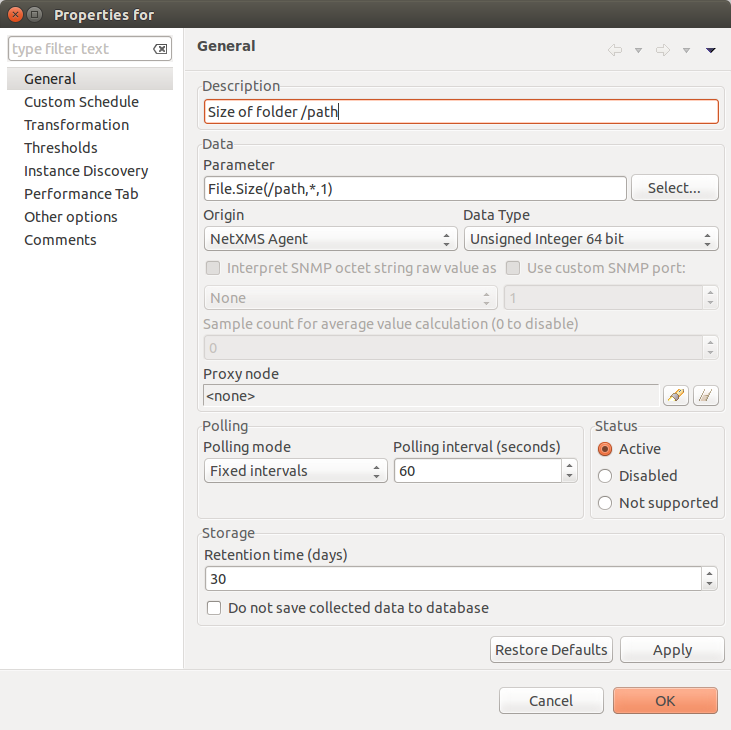 Properties for
type filter text
General
Custom Schedule
Transformation
Thresholds
Instance Discovery
Performance Tab
Other options
Comments
General
Description
Size of folder /path
Data
Parameter
File.Size(/path,*,1)
Select...
Origin
Data Type
NetXMS Agent
Unsigned Integer 64 bit
Interpret SNMP octet string raw value as
Use custom SNMP port:
None
1
Sample count for average value calculation (0 to disable)
0
Proxy node
<none>
Polling
Polling mode
Polling interval (seconds)
Fixed intervals
60
Status
Active
Disabled
Not supported
Storage
Retention time (days)
30
Do not save collected data to database
Restore Defaults
Apply
Cancel
OK